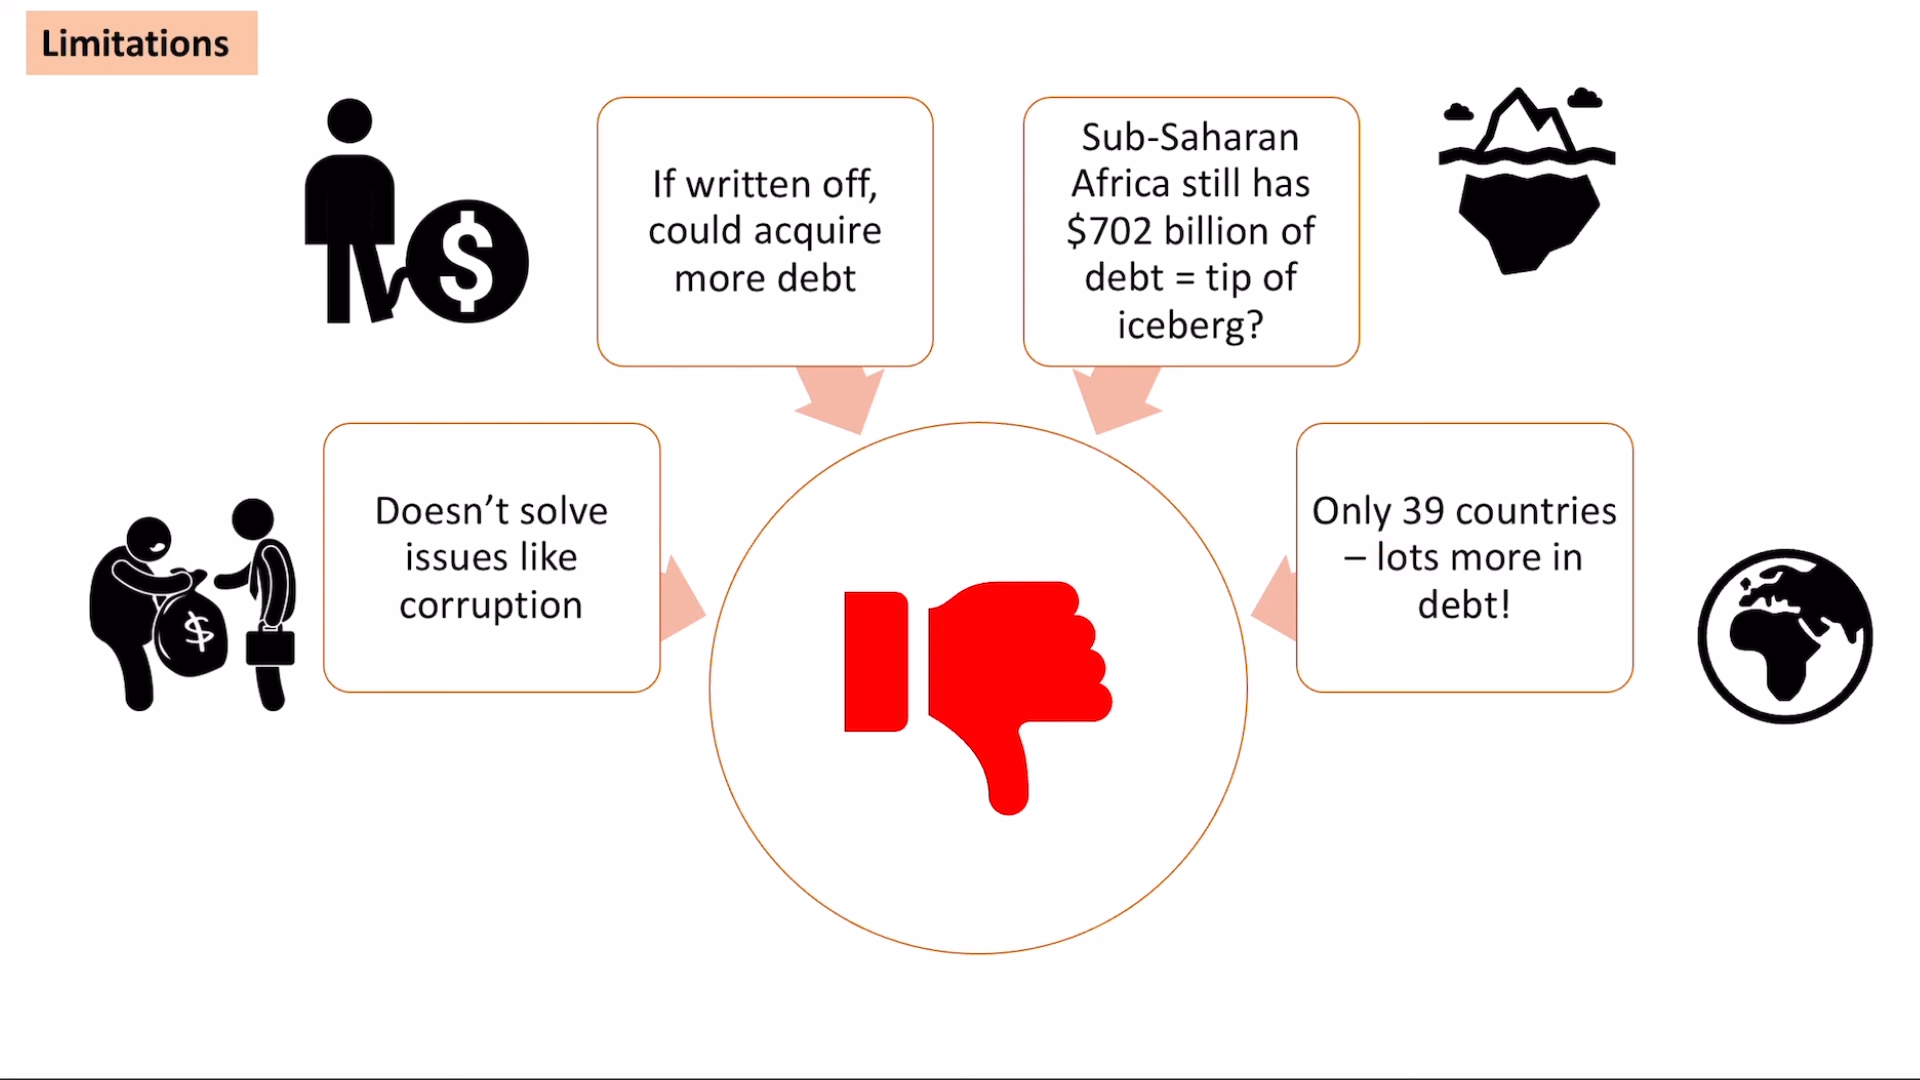 Limitations
If written off,
could acquire
more debt
Sub-Saharan
Africa still has
$702 billion of
debt = tip of
iceberg?
$
Doesn’t solve
issues like
corruption
$
Only 39 countries
– lots more in
debt!